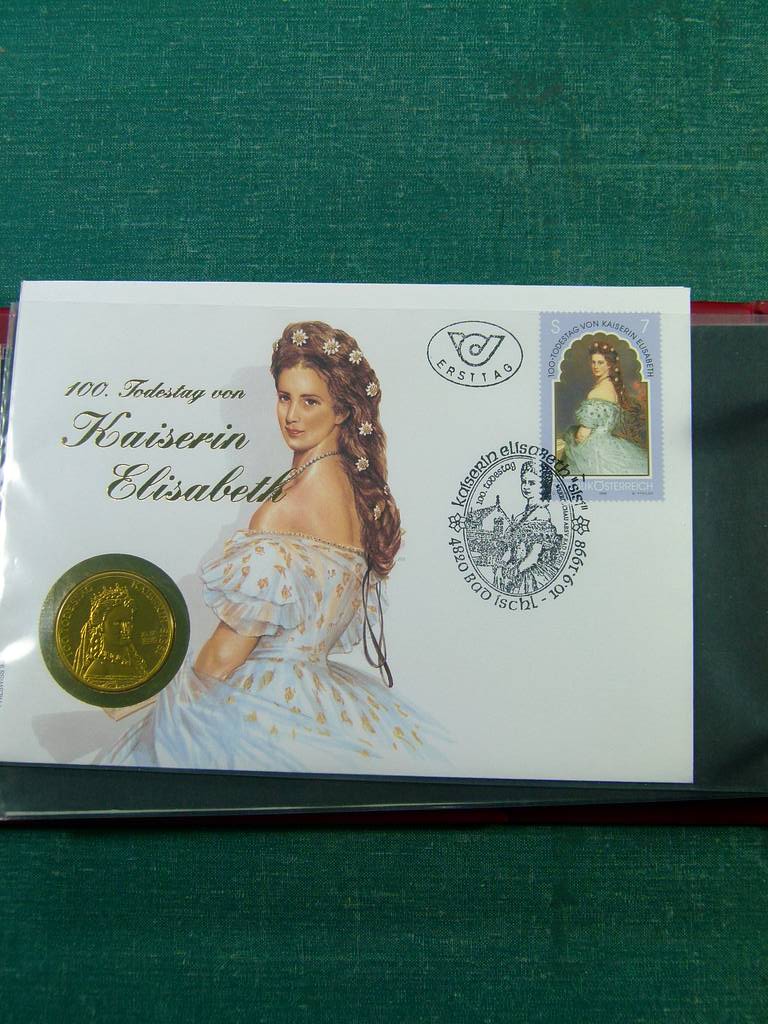 100. Todestag von
Kaiserin
Elisabeth
ERSTTAG
S 7
100. TODESTAG VON KAISERIN ELISABETH
ÖSTERREICH
Kaiserin Elisabeth "Sisi"
100. Todestag
4820 Bad Ischl - 10.9.1998